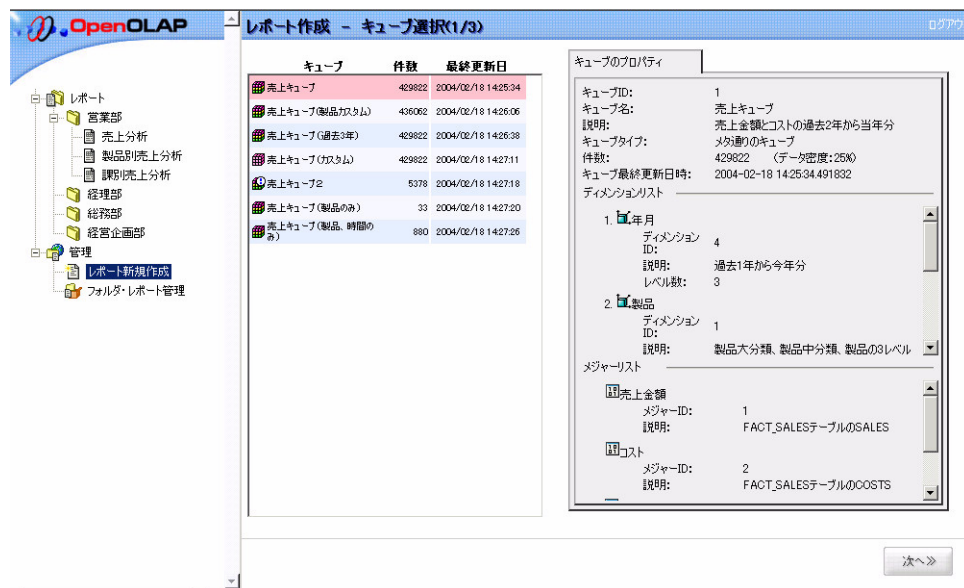 OpenOLAP
レポート作成 － キューブ選択(1/3)
ログアウ
レポート
営業部
売上分析
製品別売上分析
課別売上分析
経理部
総務部
経営企画部
管理
レポート新規作成
フォルダ・レポート管理
キューブ 件数 最終更新日
売上キューブ 429822 2004/02/18 14:25:34
売上キューブ(製品カスタム) 436062 2004/02/18 14:26:06
売上キューブ(過去3年) 429822 2004/02/18 14:26:38
売上キューブ(カスタム) 429822 2004/02/18 14:27:11
売上キューブ2 5378 2004/02/18 14:27:18
売上キューブ(製品のみ) 33 2004/02/18 14:27:20
売上キューブ(製品、時間の
み) 880 2004/02/18 14:27:26
キューブのプロパティ
キューブID: 1
キューブ名: 売上キューブ
説明: 売上金額とコストの過去2年から当年分
キューブタイプ: メタ通りのキューブ
件数: 429822 （データ密度:25%）
キューブ最終更新日時: 2004-02-18 14:25:34.491832
ディメンションリスト
1. 年月
ディメンション
ID: 4
説明: 過去1年から今年分
レベル数: 3
2. 製品
ディメンション
ID: 1
説明: 製品大分類、製品中分類、製品の3レベル
メジャーリスト
売上金額
メジャーID: 1
説明: FACT_SALESテーブルのSALES
コスト
メジャーID: 2
説明: FACT_SALESテーブルのCOSTS
次へ≫